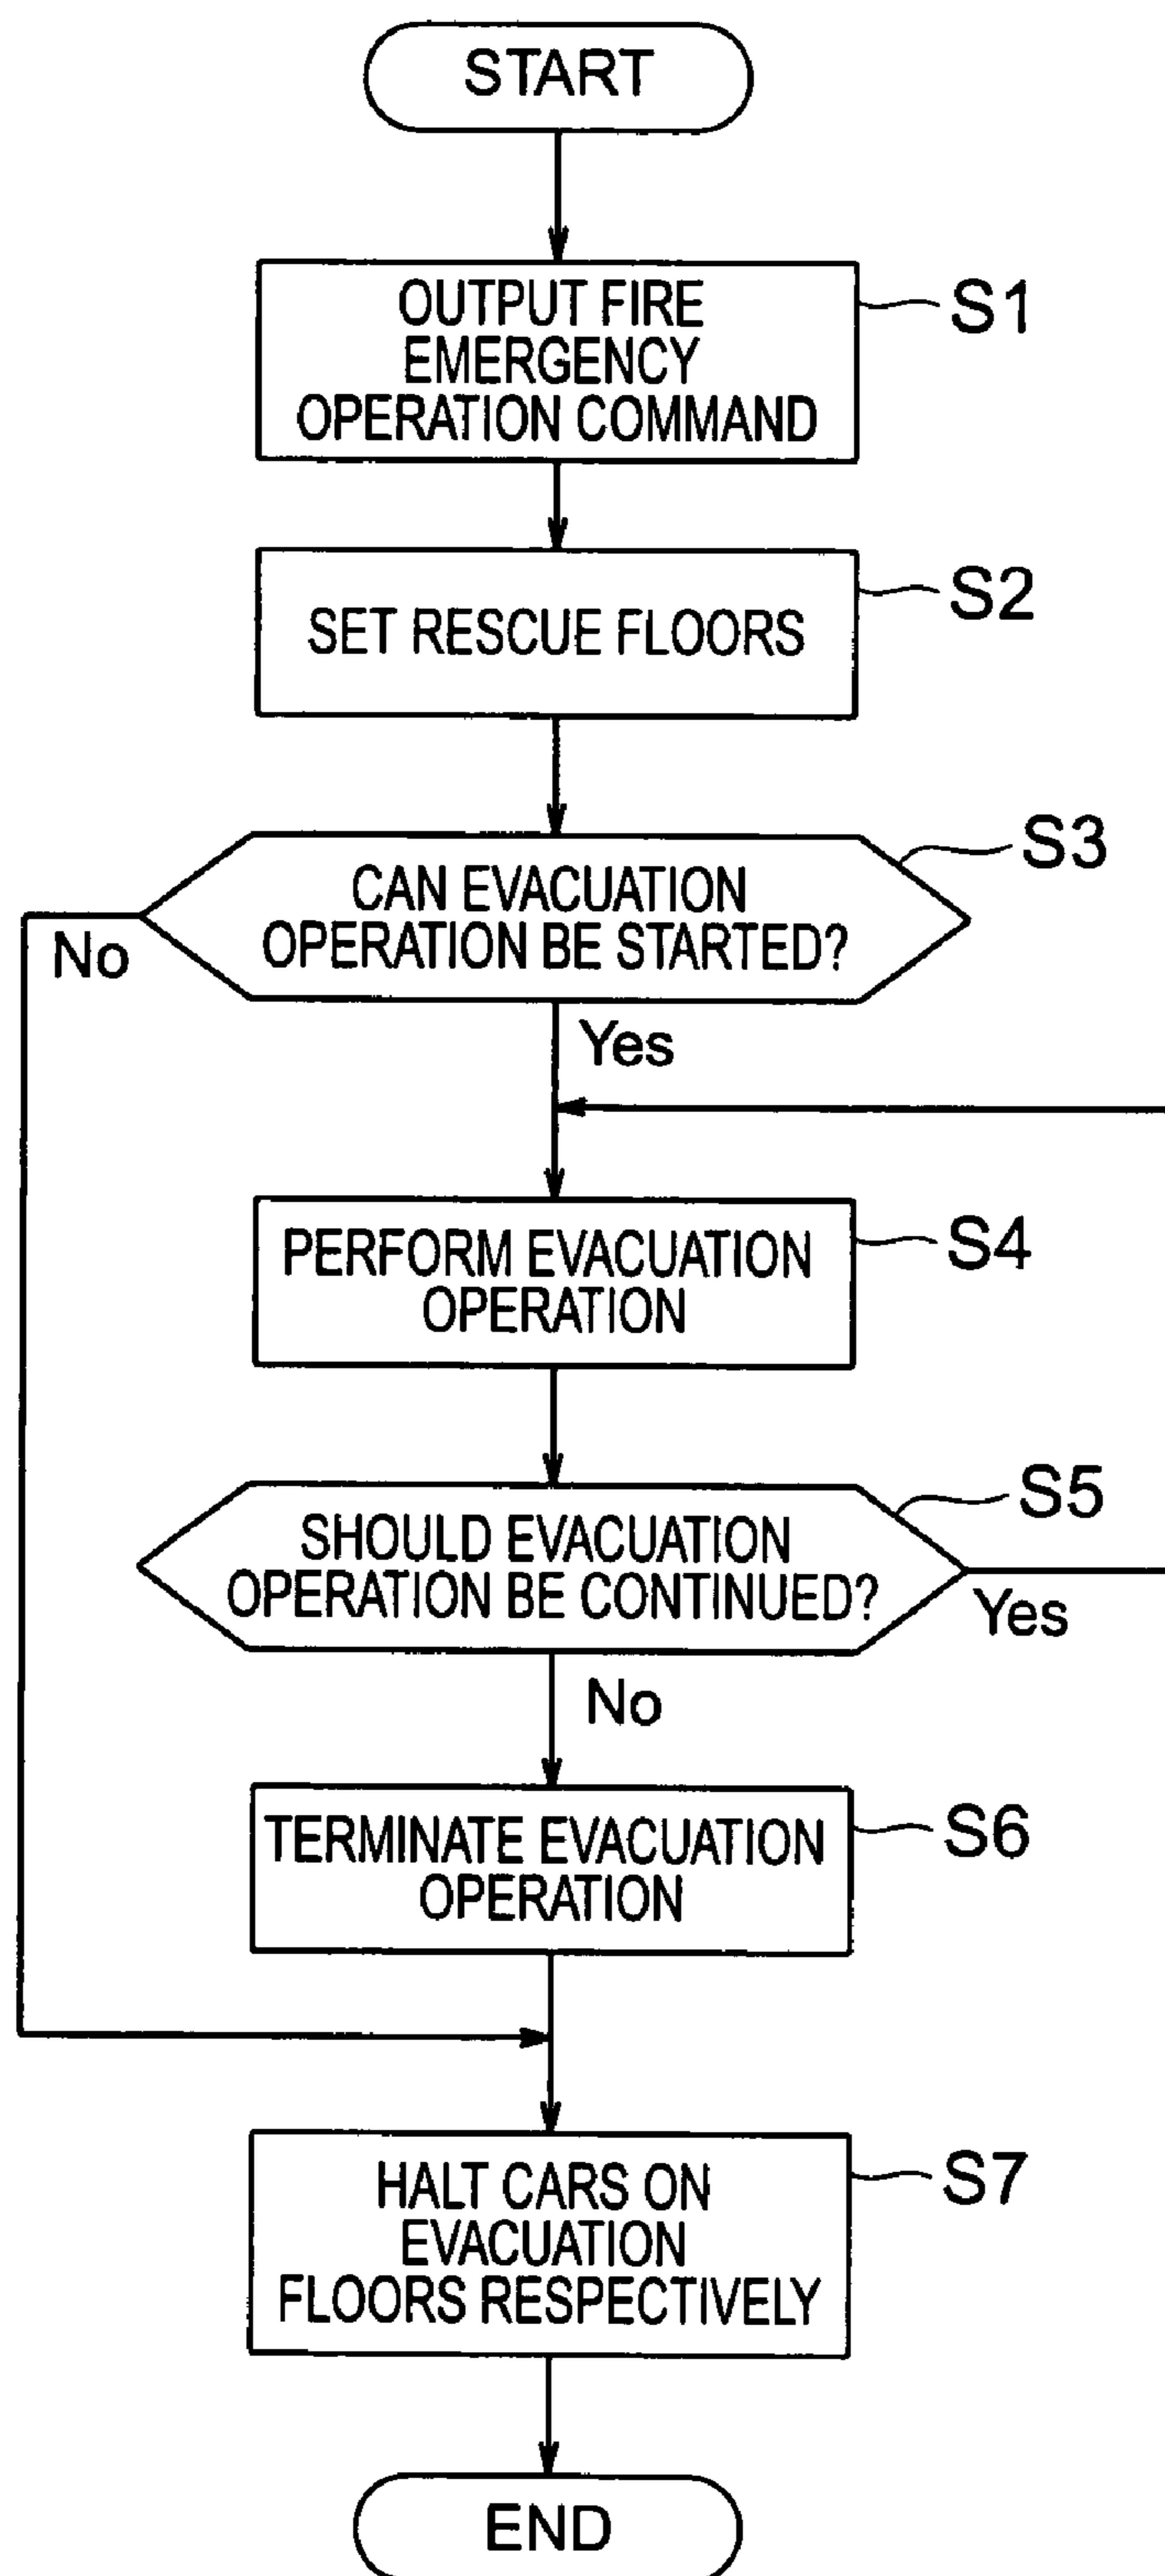 START
OUTPUT FIRE
EMERGENCY
OPERATION COMMAND
S1
SET RESCUE FLOORS
S2
CAN EVACUATION
OPERATION BE STARTED?
S3
No
Yes
PERFORM EVACUATION
OPERATION
S4
SHOULD EVACUATION
OPERATION BE CONTINUED?
S5
Yes
No
TERMINATE EVACUATION
OPERATION
S6
HALT CARS ON
EVACUATION
FLOORS RESPECTIVELY
S7
END